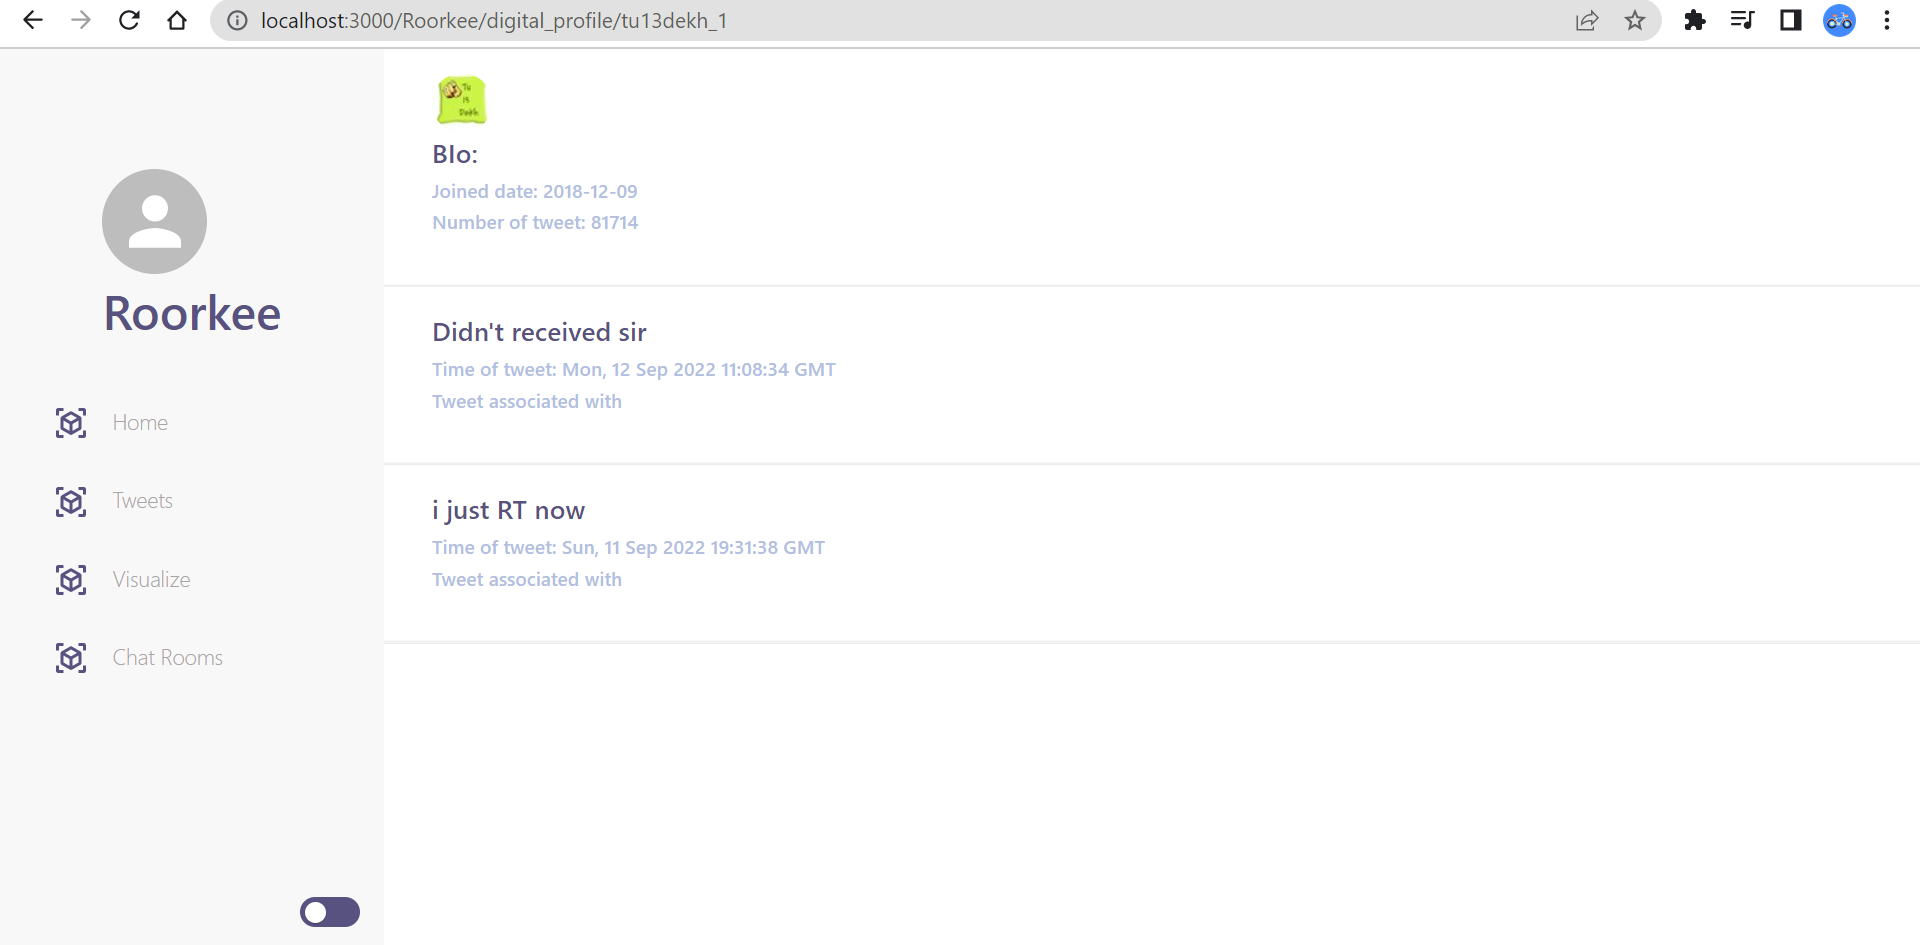 localhost:3000/Roorkee/digital_profile/tu13dekh_1
Roorkee
Home
Tweets
Visualize
Chat Rooms
Tu
13
Dekh
BIo:
Joined date: 2018-12-09
Number of tweet: 81714
Didn't received sir
Time of tweet: Mon, 12 Sep 2022 11:08:34 GMT
Tweet associated with
i just RT now
Time of tweet: Sun, 11 Sep 2022 19:31:38 GMT
Tweet associated with